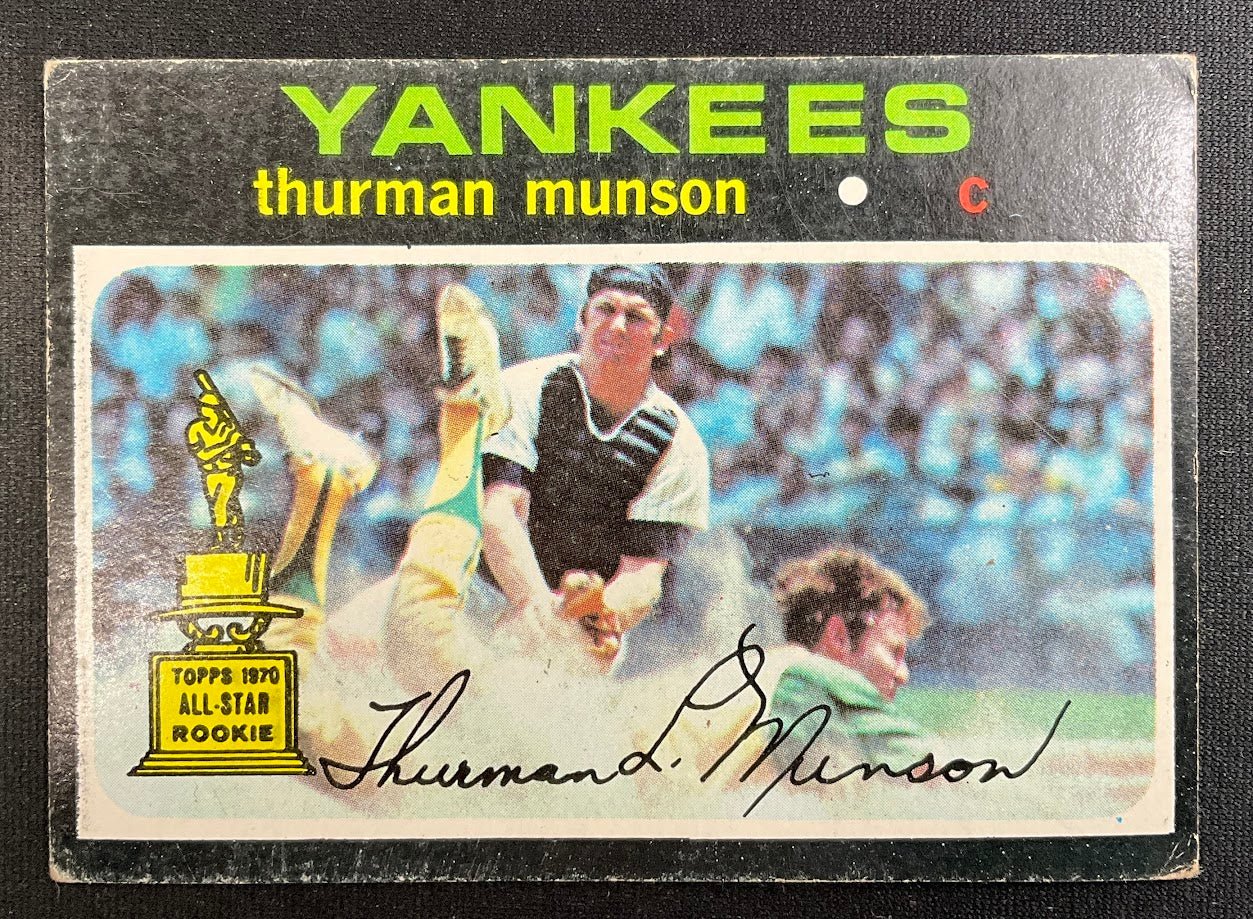 YANKEES
thurman munson • c
TOPPS 1970
ALL-STAR
ROOKIE
Thurman L. Munson